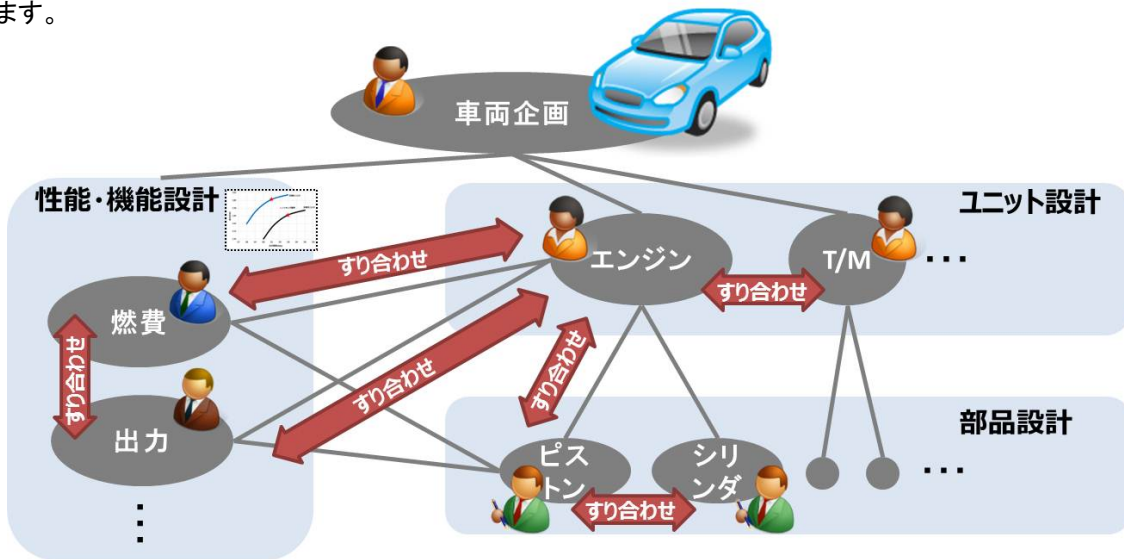 ます。
車両企画
性能・機能設計
ユニット設計
エンジン
T/M
・・・
すり合わせ
すり合わせ
燃費
すり合わせ
すり合わせ
すり合わせ
出力
部品設計
ピス
トン
シリ
ンダ
・・・
すり合わせ